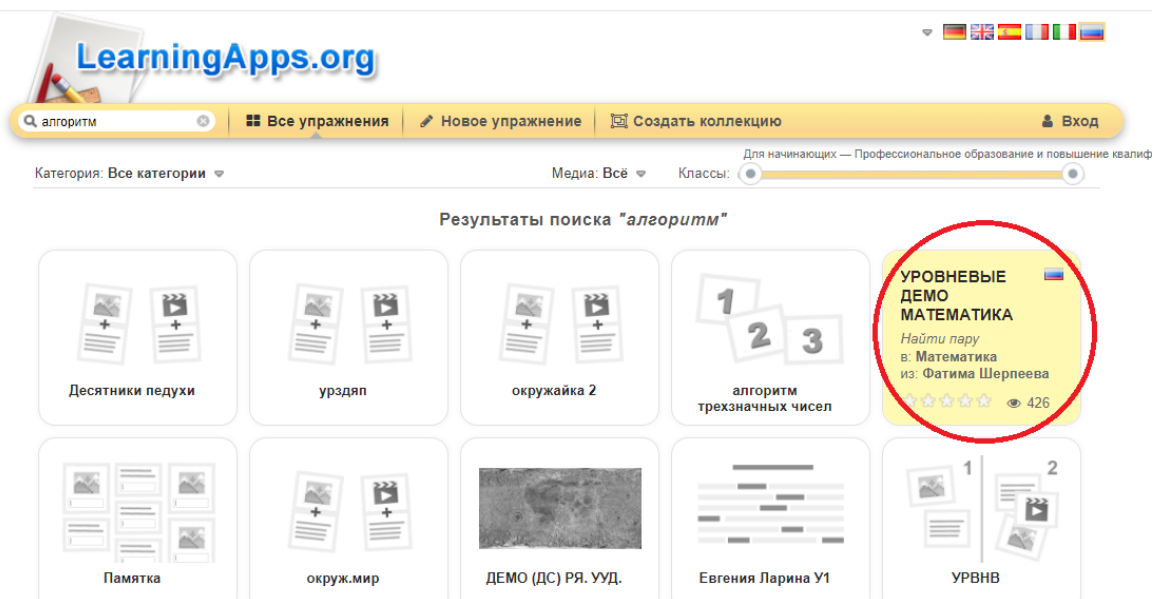 LearningApps.org
алгоритм
Все упражнения
Новое упражнение
Создать коллекцию
Вход
Для начинающих — Профессиональное образование и повышение квалиф
Категория: Все категории
Медиа: Всё
Классы:
Результаты поиска "алгоритм"
Десятники педухи
урздяп
окружайка 2
1 2 3
алгоритм
трехзначных чисел
УРОВНЕВЫЕ
ДЕМО
МАТЕМАТИКА
Найти пару
в: Математика
из: Фатима Шерпеева
426
Памятка
окруж.мир
ДЕМО (ДС) РЯ. УУД.
Евгения Ларина У1
1 2
УРВНВ